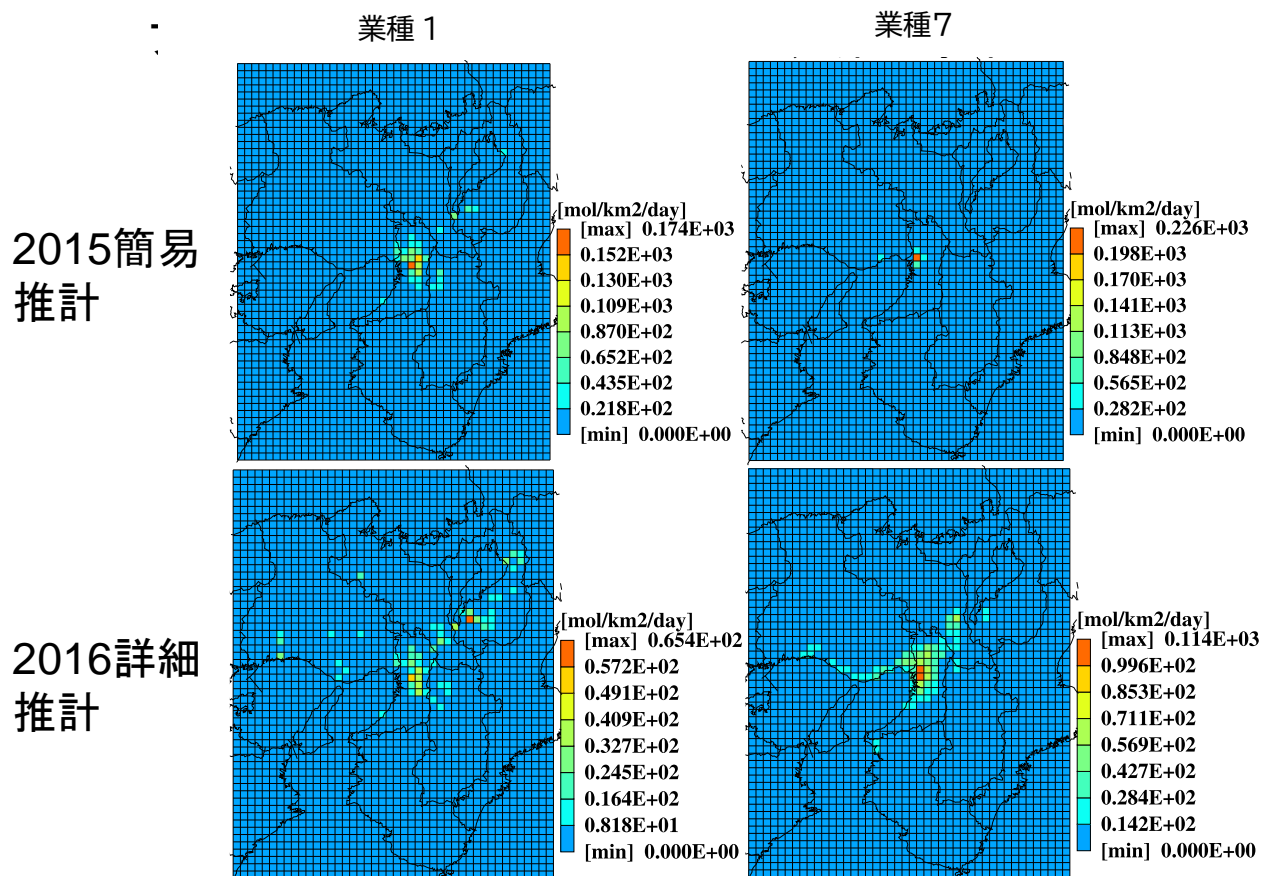 業種１
業種７
2015簡易
推計
[mol/km2/day]
[max] 0.174E+03
0.152E+03
0.130E+03
0.109E+03
0.870E+02
0.652E+02
0.435E+02
0.218E+02
[min] 0.000E+00
[mol/km2/day]
[max] 0.226E+03
0.198E+03
0.170E+03
0.141E+03
0.113E+03
0.848E+02
0.565E+02
0.282E+02
[min] 0.000E+00
2016詳細
推計
[mol/km2/day]
[max] 0.654E+02
0.572E+02
0.491E+02
0.409E+02
0.327E+02
0.245E+02
0.164E+02
0.818E+01
[min] 0.000E+00
[mol/km2/day]
[max] 0.114E+03
0.996E+02
0.853E+02
0.711E+02
0.569E+02
0.427E+02
0.284E+02
0.142E+02
[min] 0.000E+00